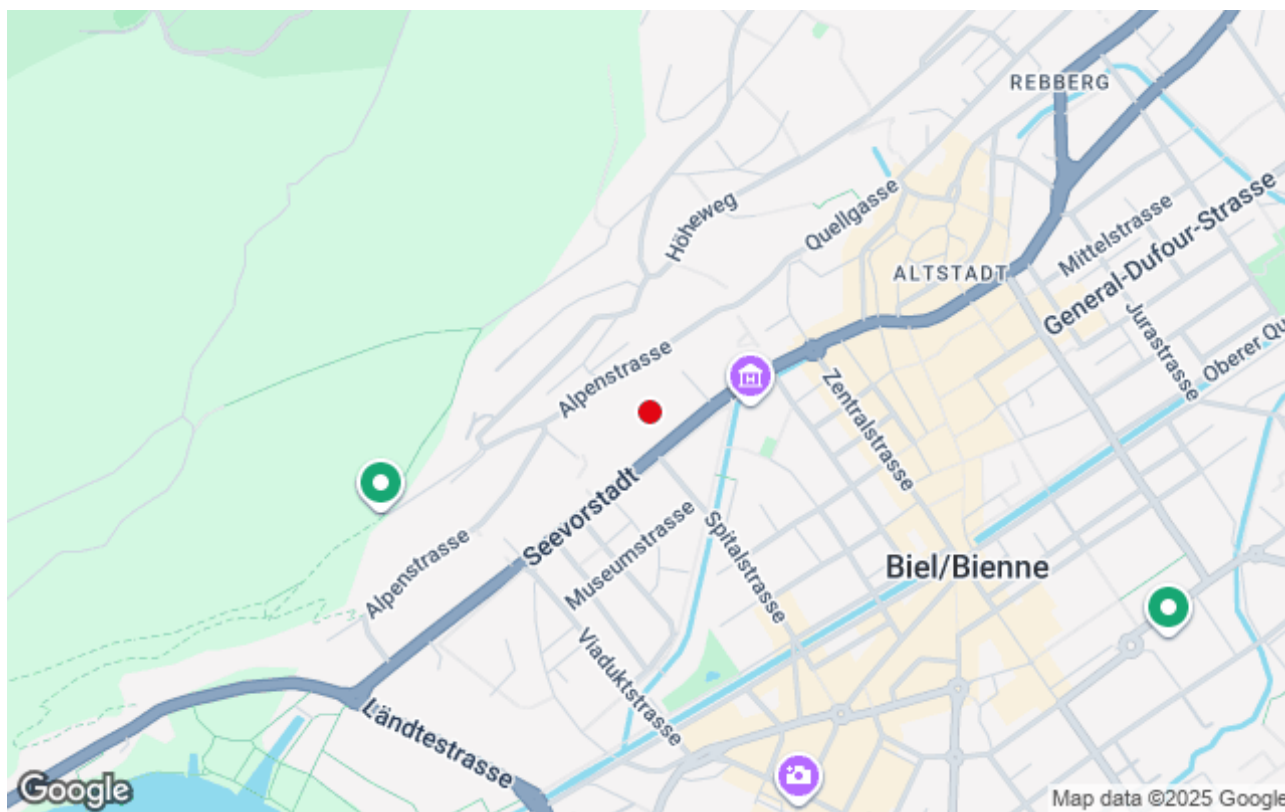 REBBERG
Höheweg
Quellgasse
Mittelstrasse
General-Dufour-Strasse
ALTSTADT
Jurastrasse
Oberer Qu
Alpenstrasse
Zentralstrasse
Seevorstadt
Museumstrasse
Spitalstrasse
Biel/Bienne
Alpenstrasse
Viaduktstrasse
Ländtestrasse
Google
Map data ©2025 Google